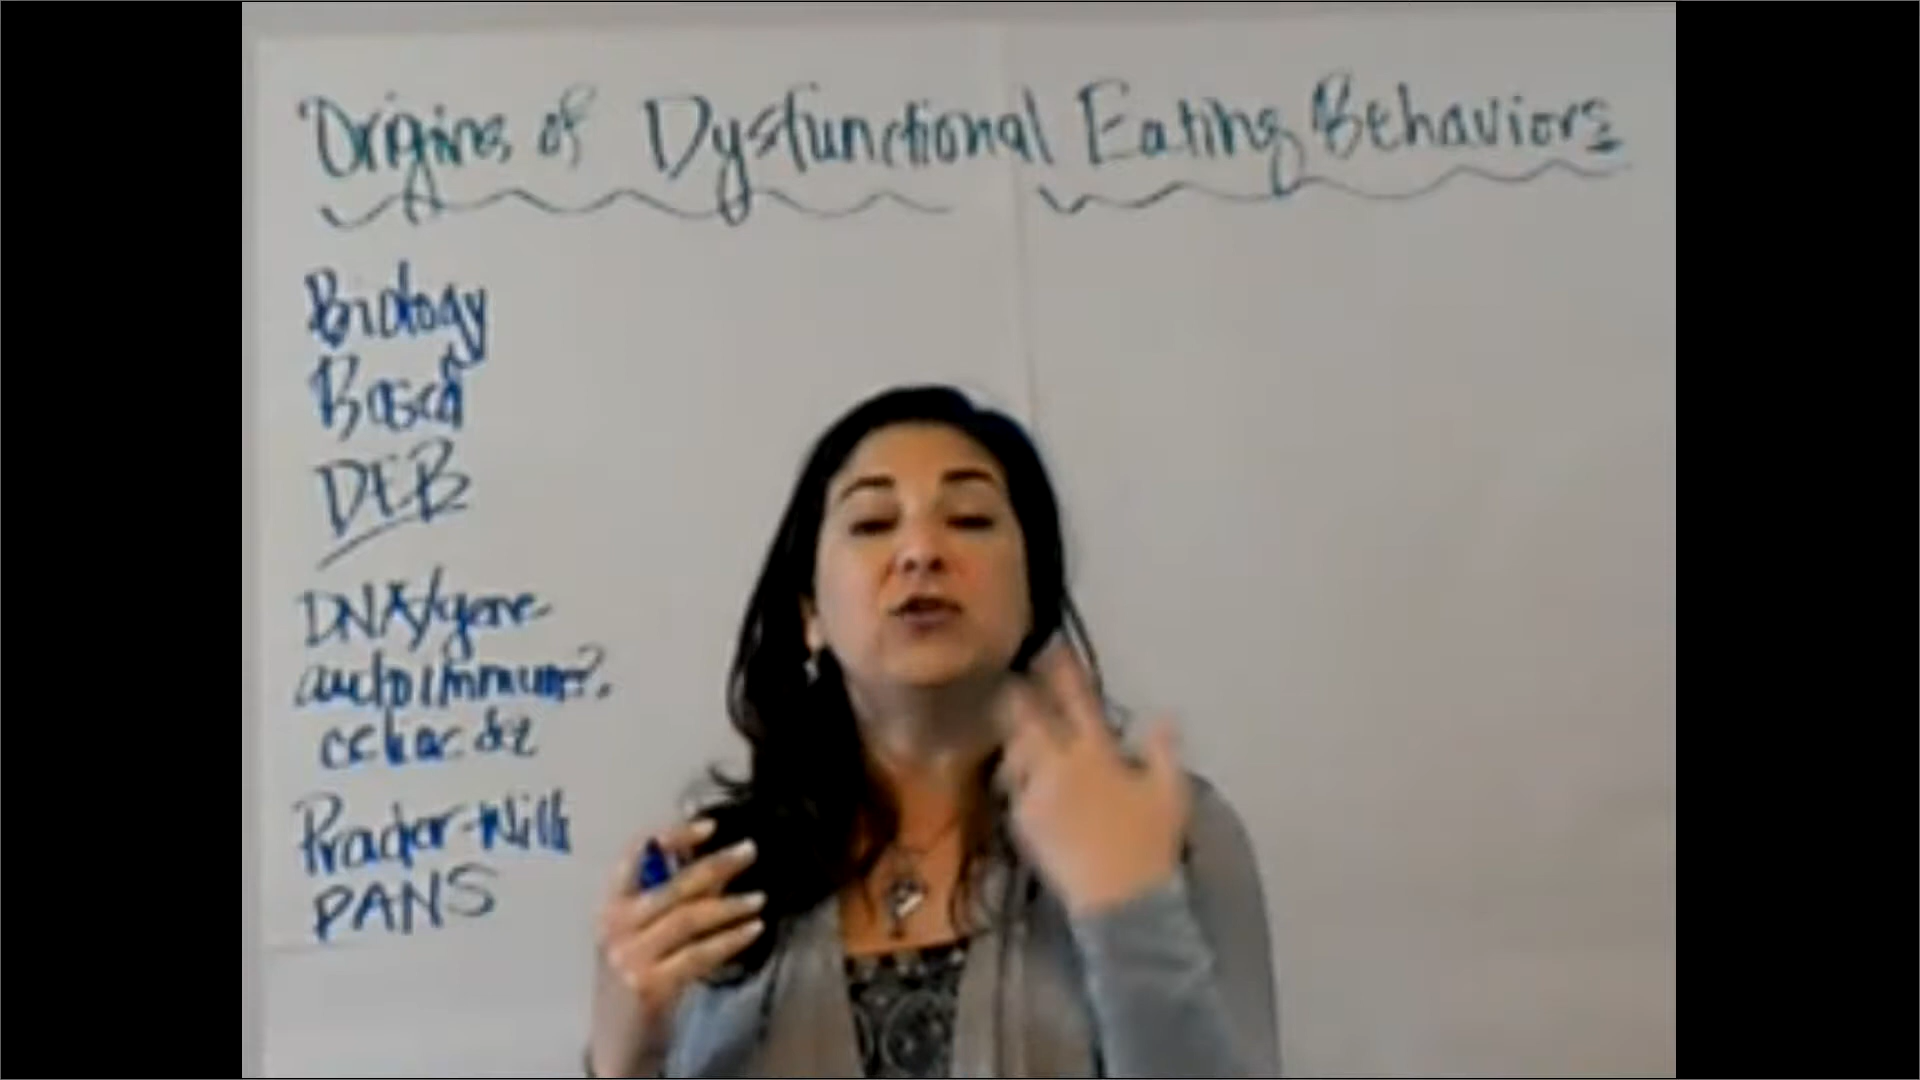 Origins of Dysfunctional Eating Behaviors
Biology
Based
DEB
DNA/gene
autoimmune?
celiac dz
Prader-Willi
PANS